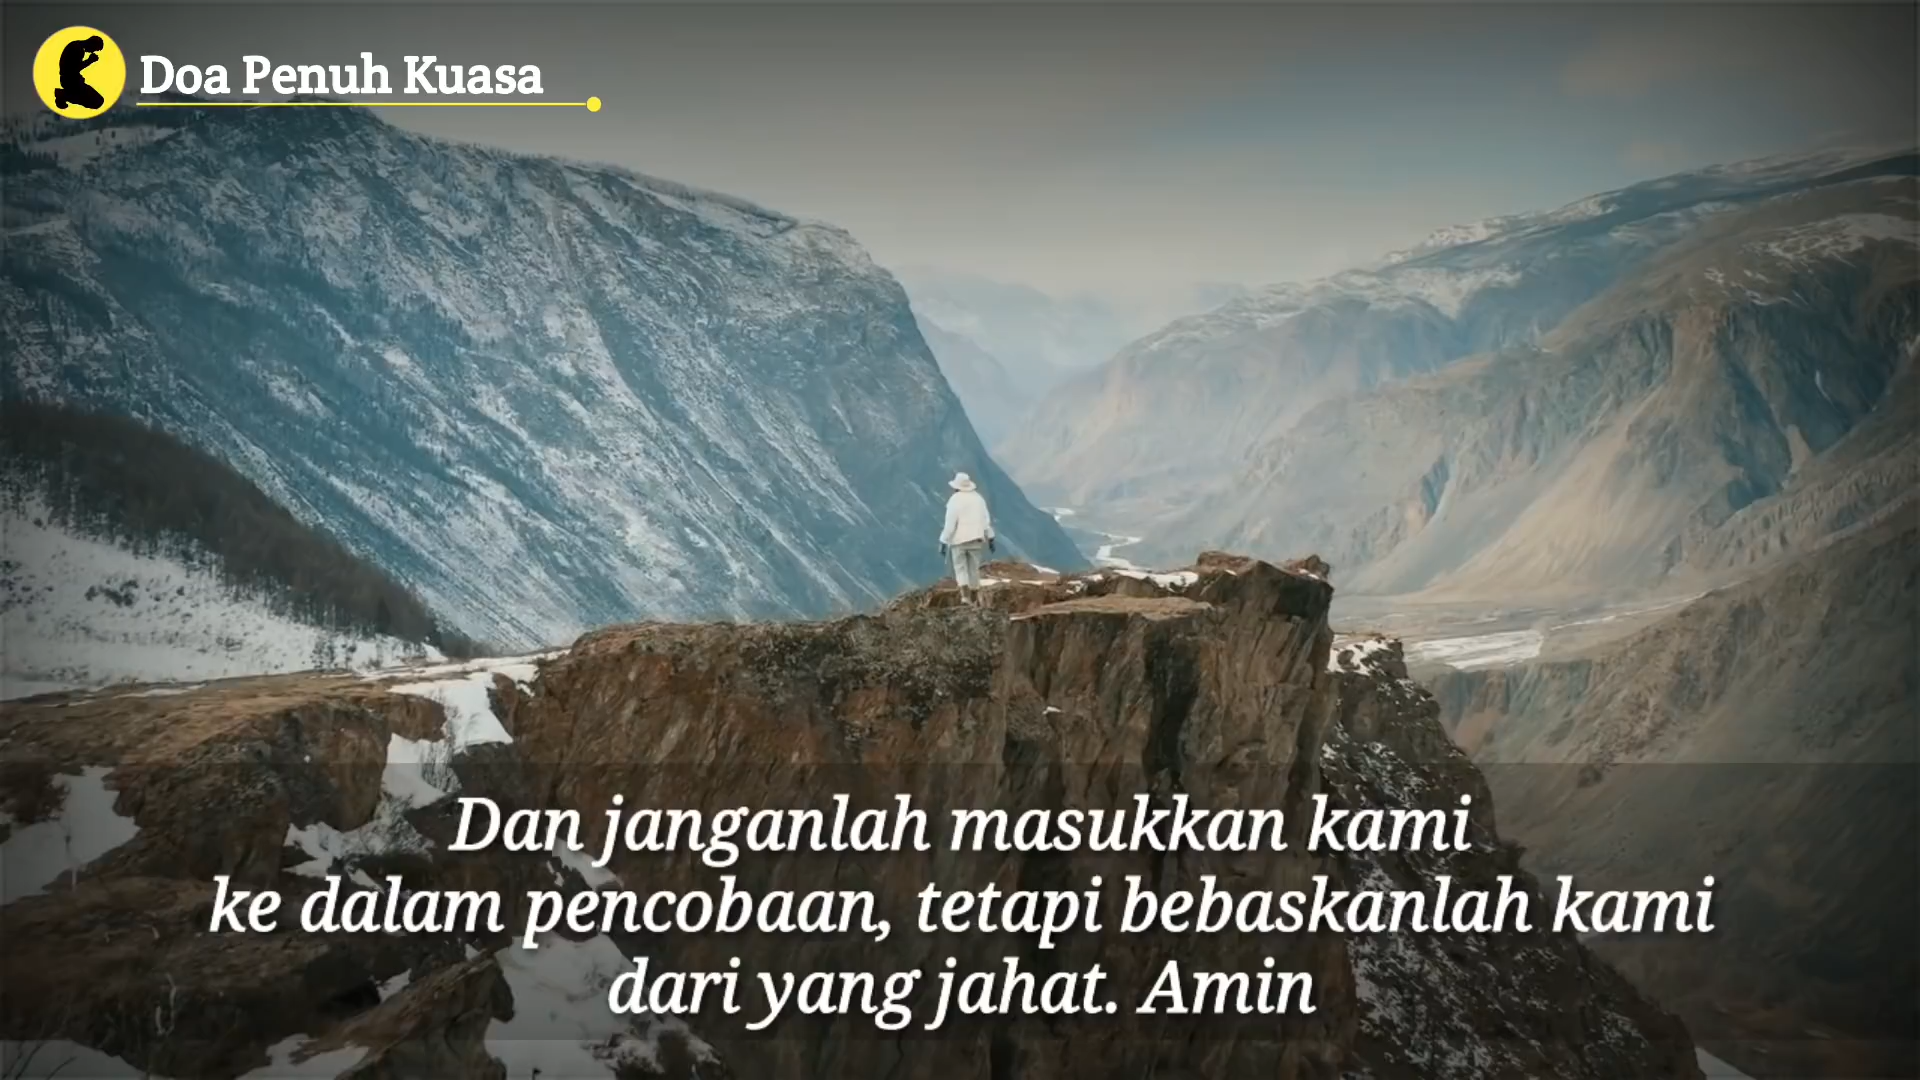 Doa Penuh Kuasa
Dan janganlah masukkan kami
ke dalam pencobaan, tetapi bebaskanlah kami
dari yang jahat. Amin